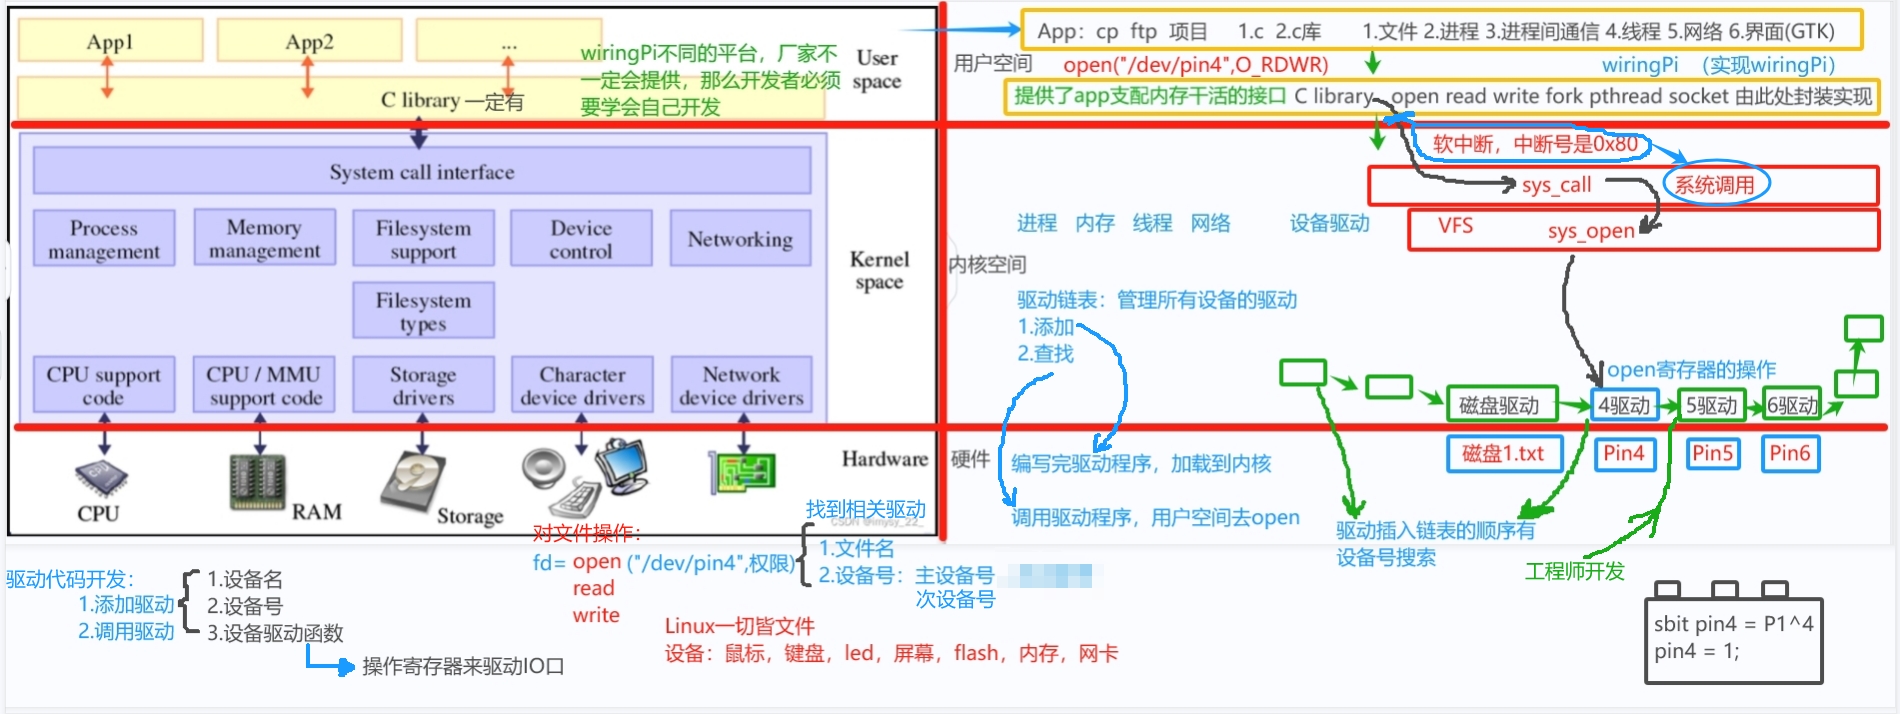 App1
App2
...
User space
wiringPi不同的平台，厂家不
一定会提供，那么开发者必须
要学会自己开发
C library 一定有
System call interface
Process management
Memory management
Filesystem support
Device control
Networking
Filesystem types
Kernel space
CPU support code
CPU / MMU support code
Storage drivers
Character device drivers
Network device drivers
Hardware
CPU
RAM
Storage
App：cp ftp 项目 1.c 2.c库 1.文件 2.进程 3.进程间通信 4.线程 5.网络 6.界面(GTK)
用户空间
open("/dev/pin4",O_RDWR)
wiringPi （实现wiringPi）
提供了app支配内存干活的接口 C library open read write fork pthread socket 由此处封装实现
软中断，中断号是0x80
sys_call
系统调用
进程 内存 线程 网络 设备驱动
VFS
sys_open
内核空间
驱动链表：管理所有设备的驱动
1.添加
2.查找
open寄存器的操作
磁盘驱动
4驱动
5驱动
6驱动
硬件
编写完驱动程序，加载到内核
磁盘1.txt
Pin4
Pin5
Pin6
调用驱动程序，用户空间去open
驱动插入链表的顺序有
设备号搜索
工程师开发
sbit pin4 = P1^4
pin4 = 1;
找到相关驱动
对文件操作：
fd= open ("/dev/pin4",权限)
read
write
1.文件名
2.设备号：主设备号
次设备号
驱动代码开发：
1.添加驱动
2.调用驱动
1.设备名
2.设备号
3.设备驱动函数
操作寄存器来驱动IO口
Linux一切皆文件
设备：鼠标，键盘，led，屏幕，flash，内存，网卡